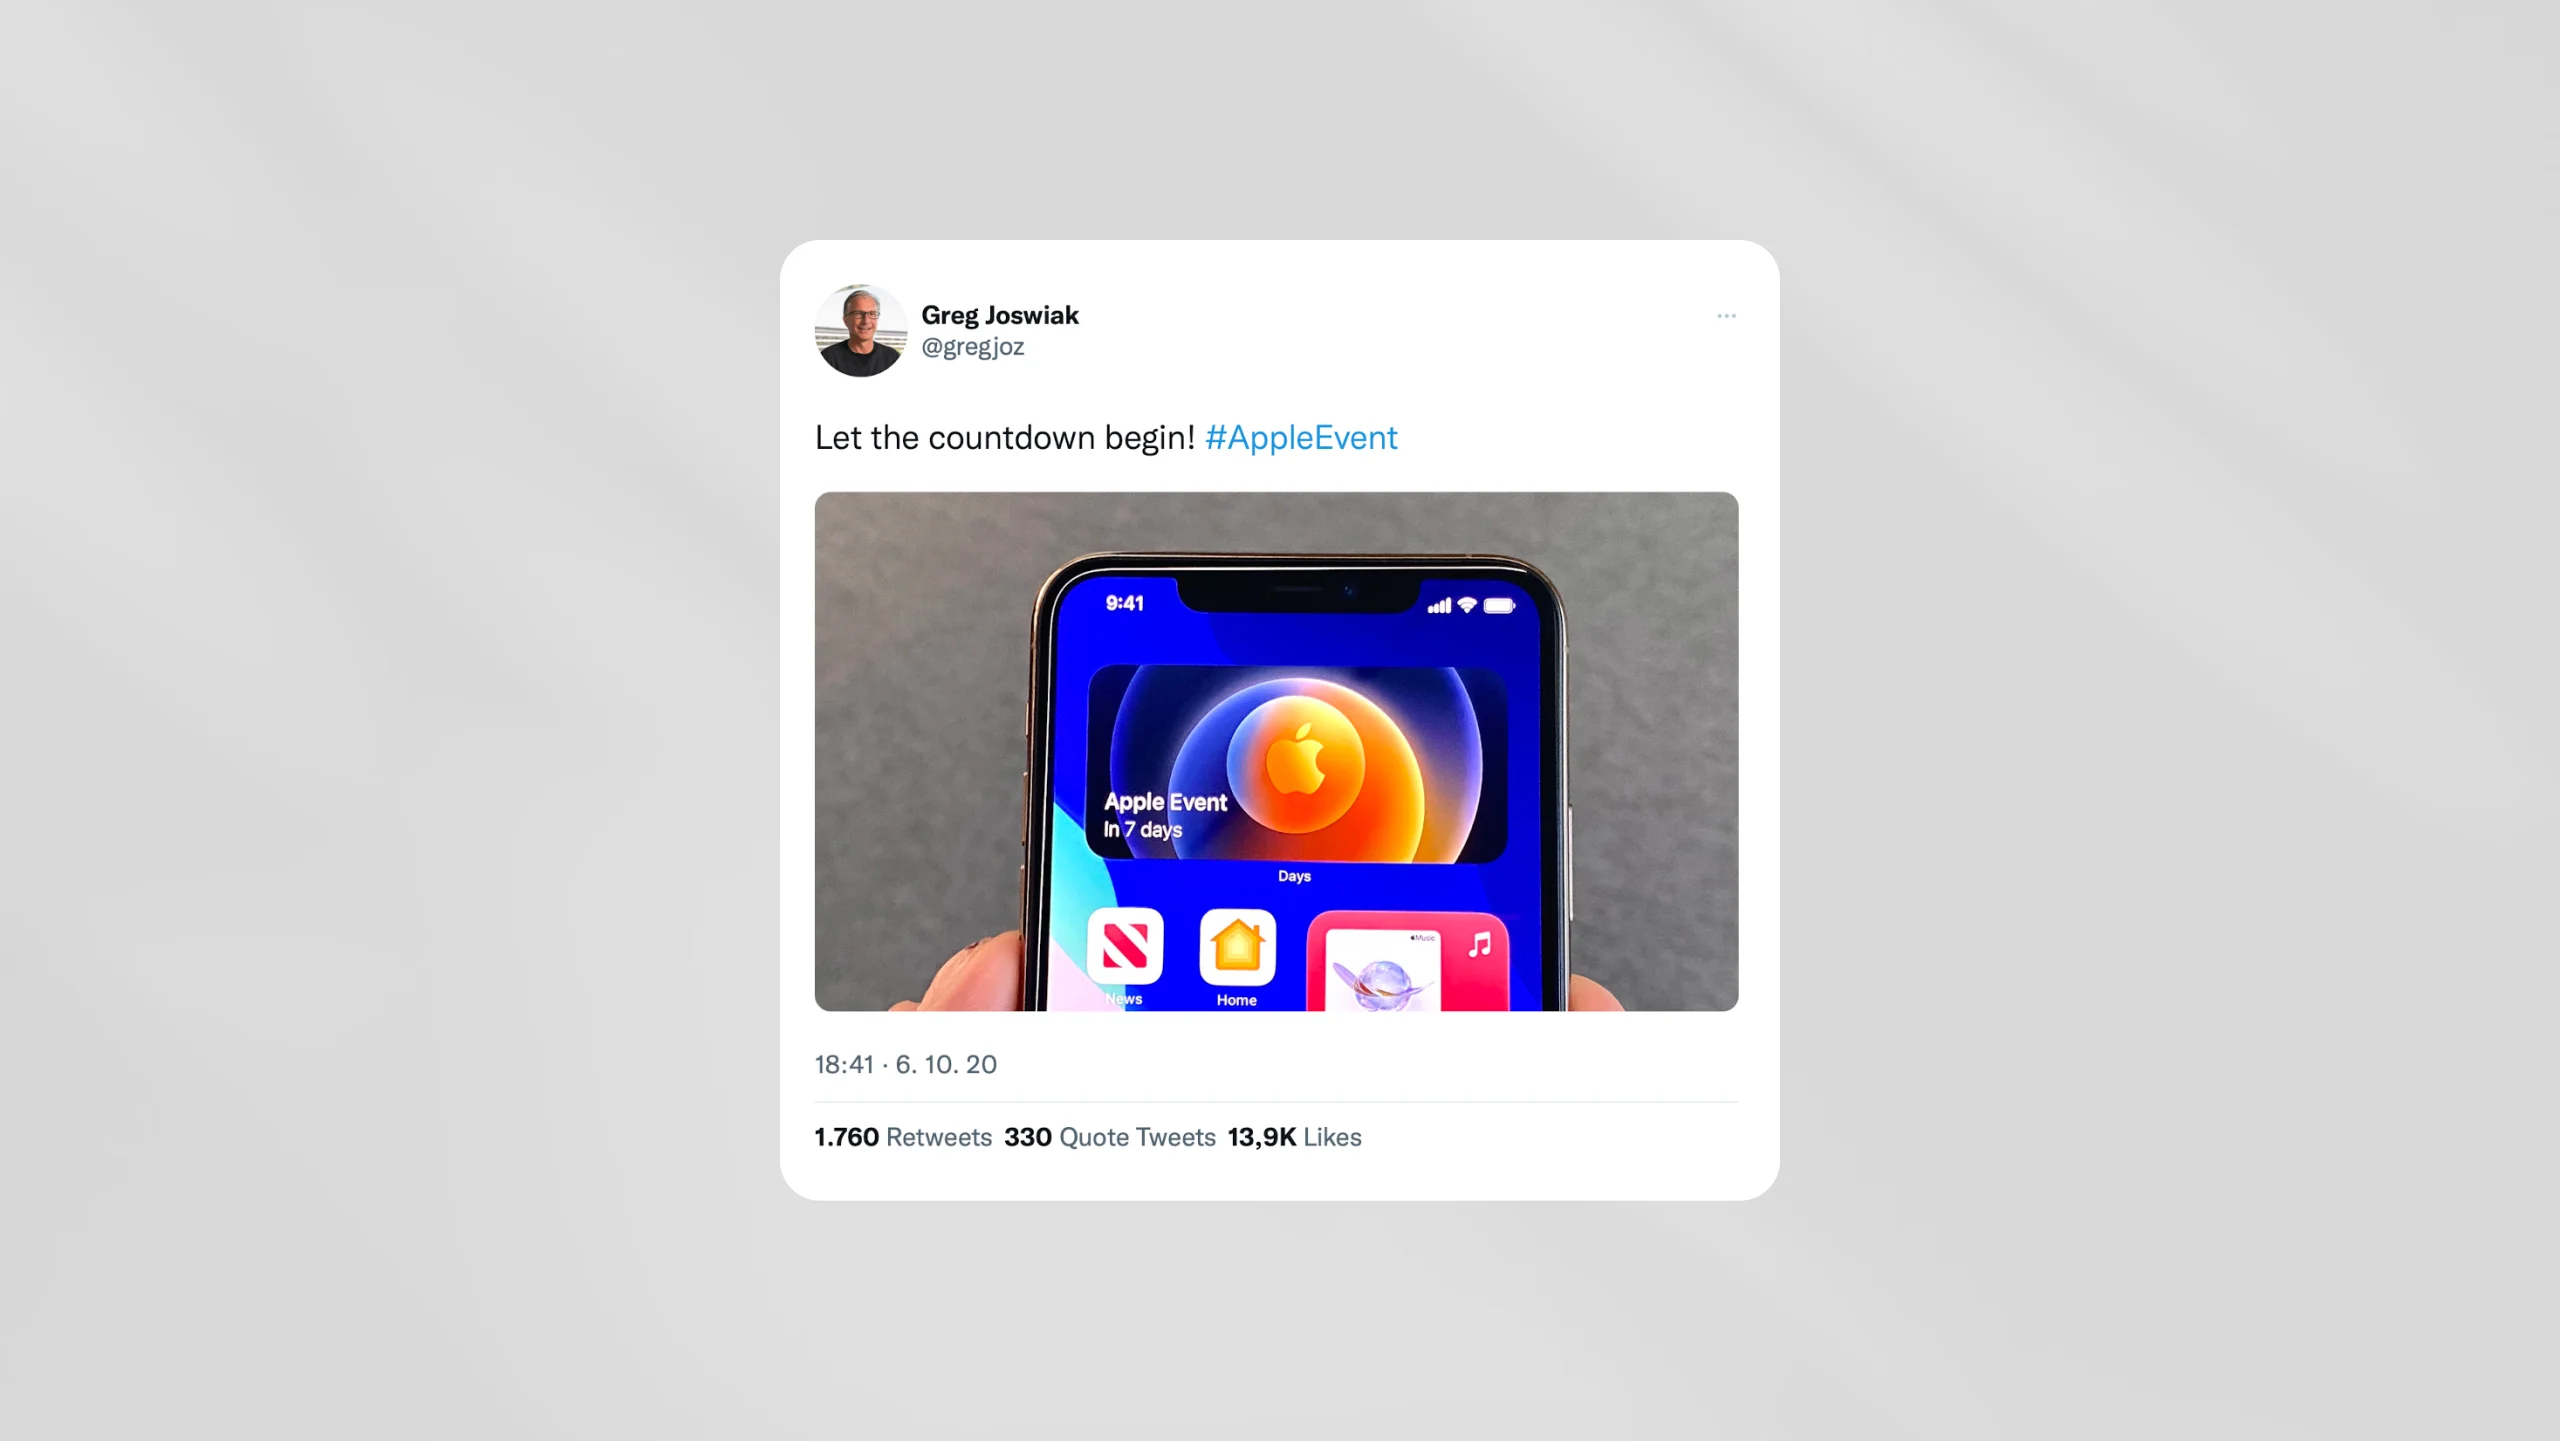 Greg Joswiak
@gregjoz
...
Let the countdown begin! #AppleEvent
9:41
Apple Event
In 7 days
Days
Music
News
Home
18:41 · 6. 10. 20
1.760 Retweets 330 Quote Tweets 13,9K Likes